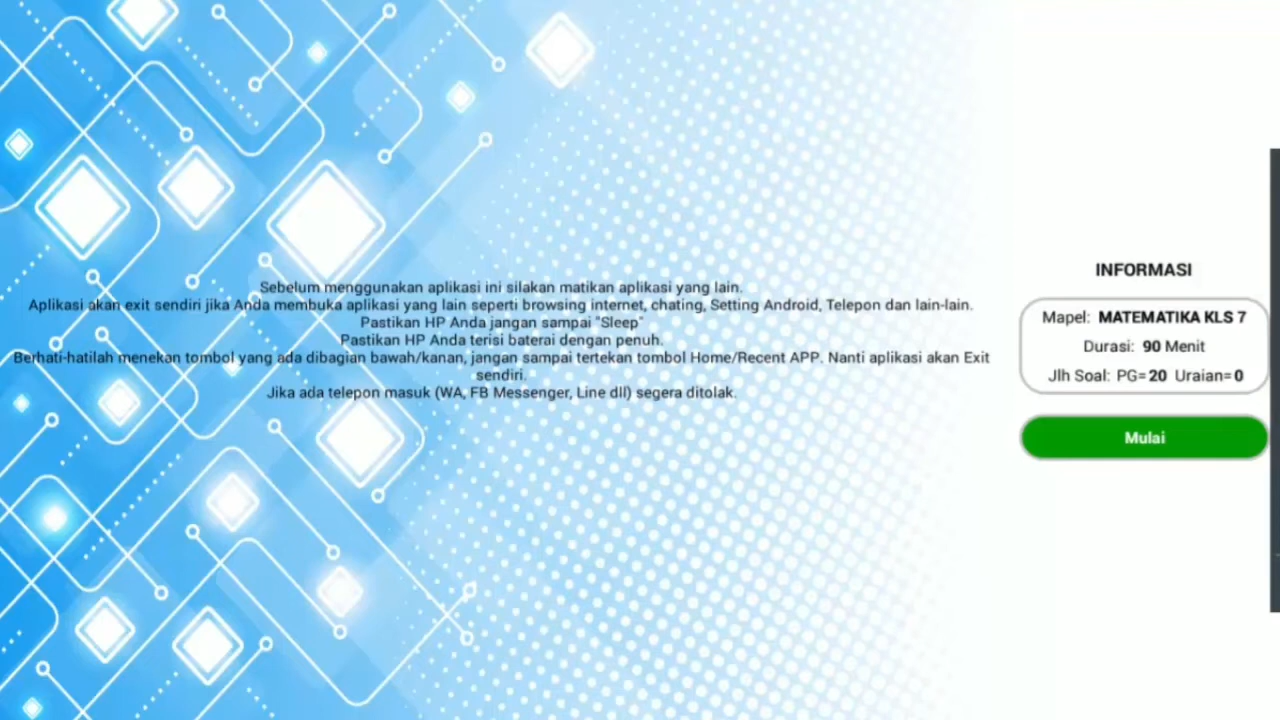 Sebelum menggunakan aplikasi ini silakan matikan aplikasi yang lain.
Aplikasi akan exit sendiri jika Anda membuka aplikasi yang lain seperti browsing internet, chating, Setting Android, Telepon dan lain-lain.
Pastikan HP Anda jangan sampai "Sleep"
Pastikan HP Anda terisi baterai dengan penuh.
Berhati-hatilah menekan tombol yang ada dibagian bawah/kanan, jangan sampai tertekan tombol Home/Recent APP. Nanti aplikasi akan Exit
sendiri.
Jika ada telepon masuk (WA, FB Messenger, Line dll) segera ditolak.
INFORMASI
Mapel: MATEMATIKA KLS 7
Durasi: 90 Menit
Jlh Soal: PG=20 Uraian=0
Mulai